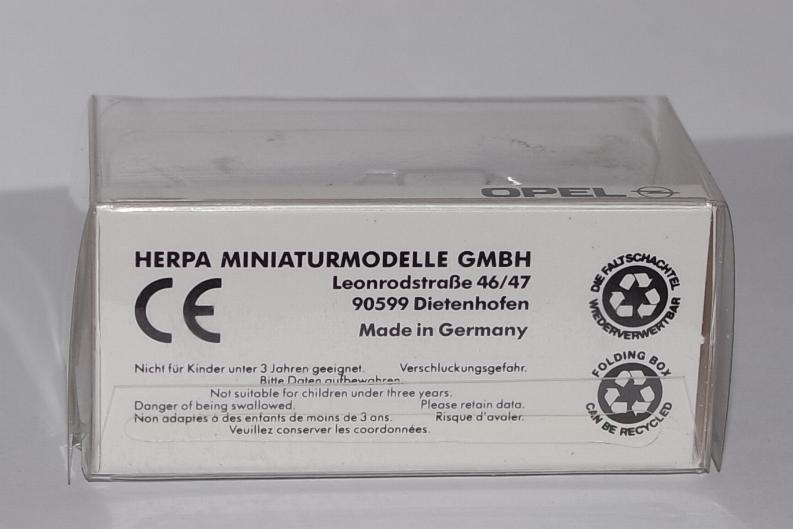 OPEL
HERPA MINIATURMODELLE GMBH
Leonrodstraße 46/47
90599 Dietenhofen
Made in Germany
CE
DIE FALTSCHACHTEL
WIEDERVERWERTBAR
Nicht für Kinder unter 3 Jahren geeignet. Verschluckungsgefahr.
Bitte Daten aufbewahren.
Not suitable for children under three years.
Danger of being swallowed. Please retain data.
Non adaptés à des enfants de moins de 3 ans. Risque d'avaler.
Veuillez conserver les coordonnées.
FOLDING BOX
CAN BE RECYCLED